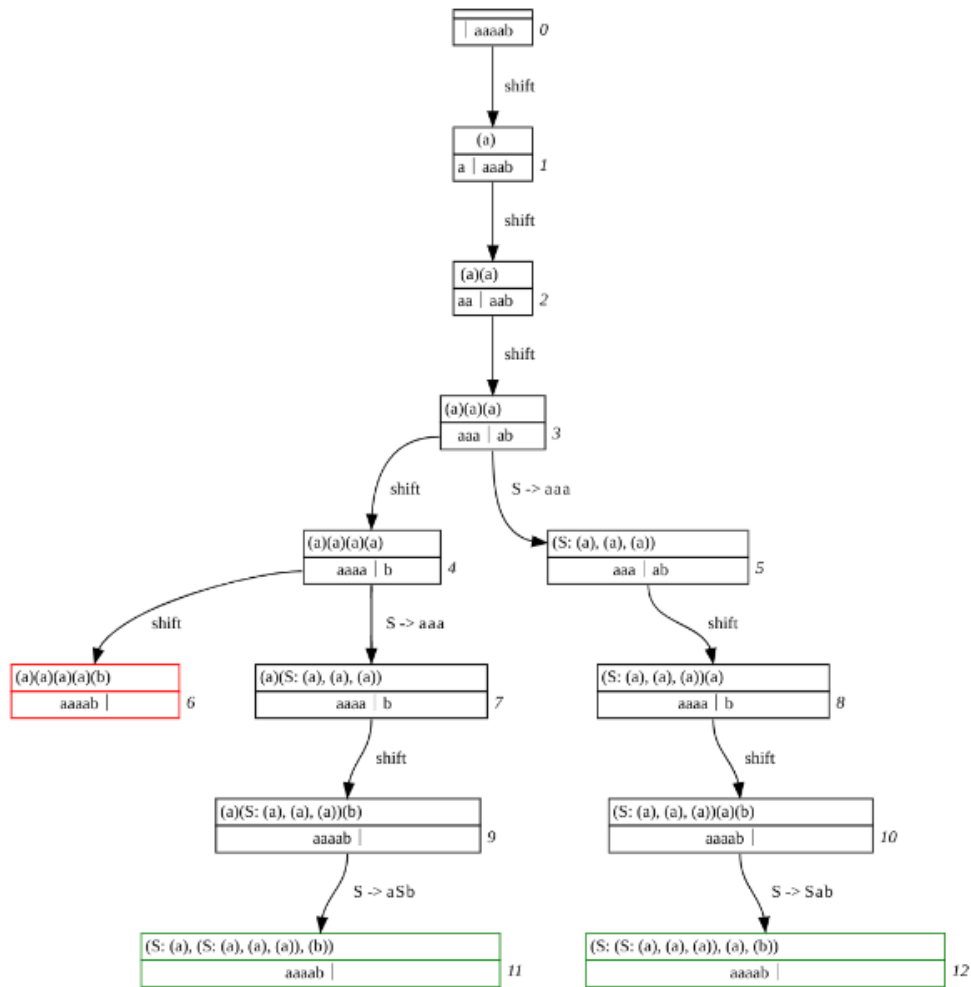 | aaaab 0
shift
(a)
a | aaab 1
shift
(a)(a)
aa | aab 2
shift
(a)(a)(a)
aaa | ab 3
shift S -> aaa
(a)(a)(a)(a) (S: (a), (a), (a))
aaaa | b 4 aaa | ab 5
shift S -> aaa shift
(a)(a)(a)(a)(b) (a)(S: (a), (a), (a)) (S: (a), (a), (a))(a)
aaaab | 6 aaaa | b 7 aaaa | b 8
shift shift
(a)(S: (a), (a), (a))(b) (S: (a), (a), (a))(a)(b)
aaaab | 9 aaaab | 10
S -> aSb S -> Sab
(S: (a), (S: (a), (a), (a)), (b)) (S: (S: (a), (a), (a)), (a), (b))
aaaab | 11 aaaab | 12